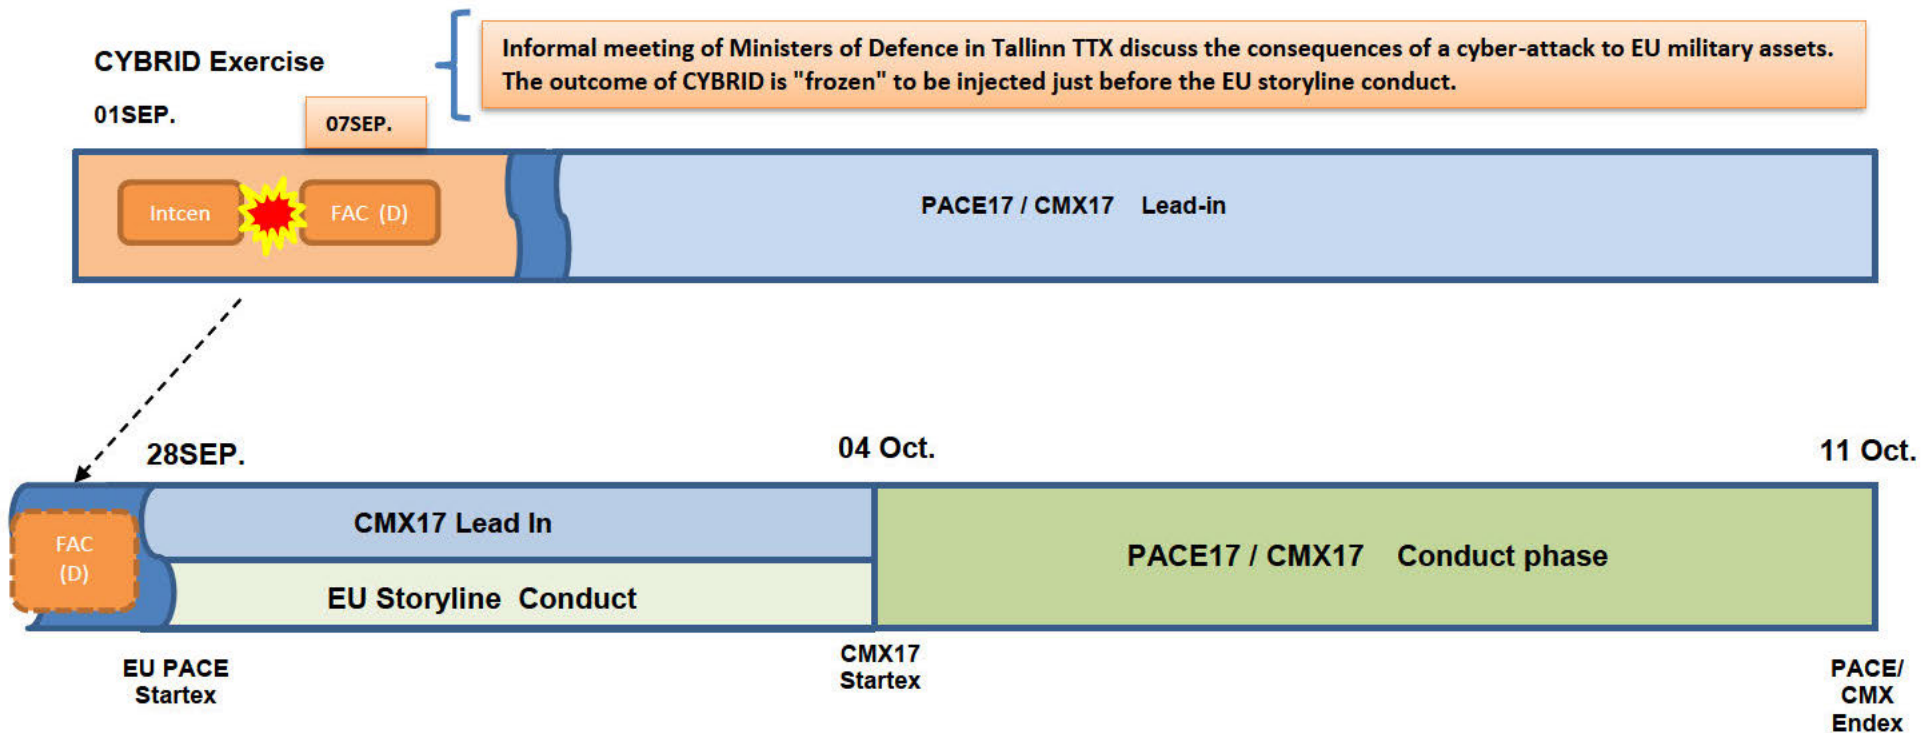 CYBRID Exercise
01SEP.
07SEP.
Informal meeting of Ministers of Defence in Tallinn TTX discuss the consequences of a cyber-attack to EU military assets.
The outcome of CYBRID is "frozen" to be injected just before the EU storyline conduct.
Intcen
FAC (D)
PACE17 / CMX17 Lead-in
28SEP.
04 Oct.
11 Oct.
FAC
(D)
CMX17 Lead In
EU Storyline Conduct
PACE17 / CMX17 Conduct phase
EU PACE
Startex
CMX17
Startex
PACE/
CMX
Endex